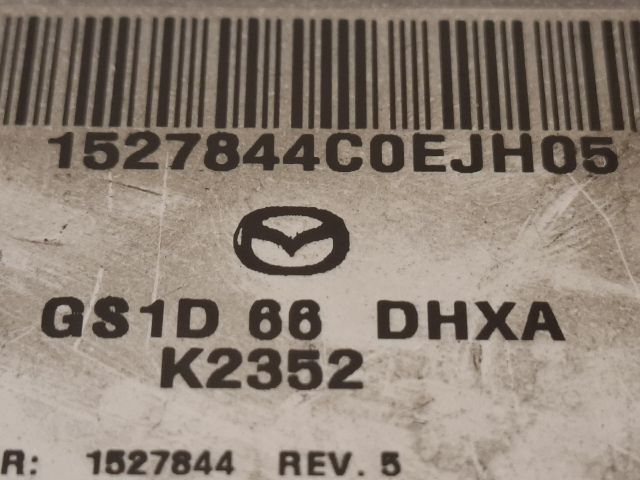 1527844C0EJH05
GS1D 66 DHXA
K2352
R: 1527844 REV. 5